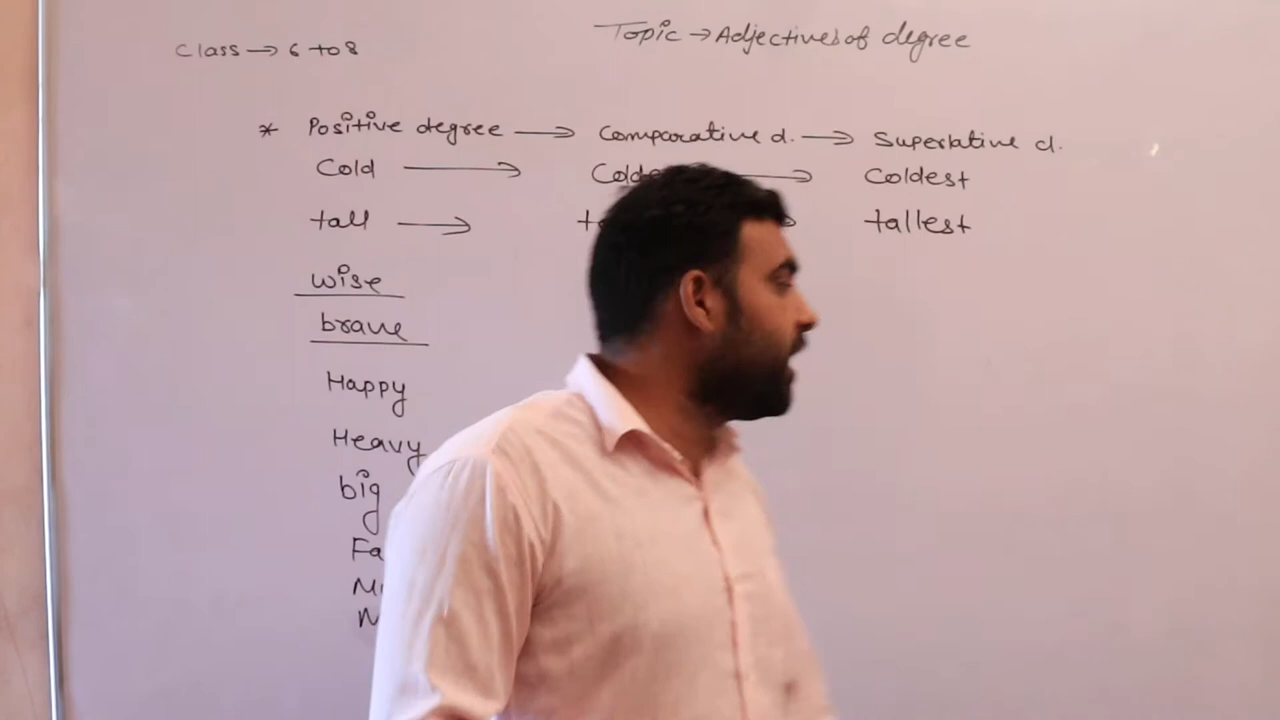 Class → 6 to 8
Topic → Adjectives of degree
* Positive degree → Comparative d. → Superlative d.
Cold → → Coldest
tall → tallest
wise
brave
Happy
Heavy
big